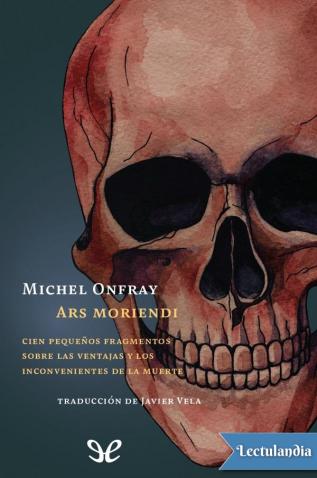 Michel Onfray
Ars moriendi
Cien pequeños fragmentos
sobre las ventajas y los
inconvenientes de la muerte
traducción de Javier Vela
Lectulandia